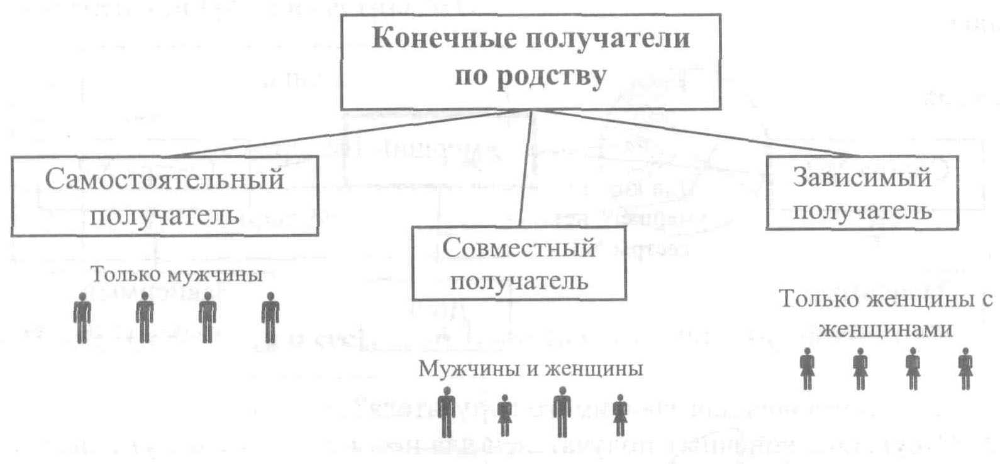 Конечные получатели
по родству
Самостоятельный
получатель
Только мужчины
Совместный
получатель
Мужчины и женщины
Зависимый
получатель
Только женщины с
женщинами